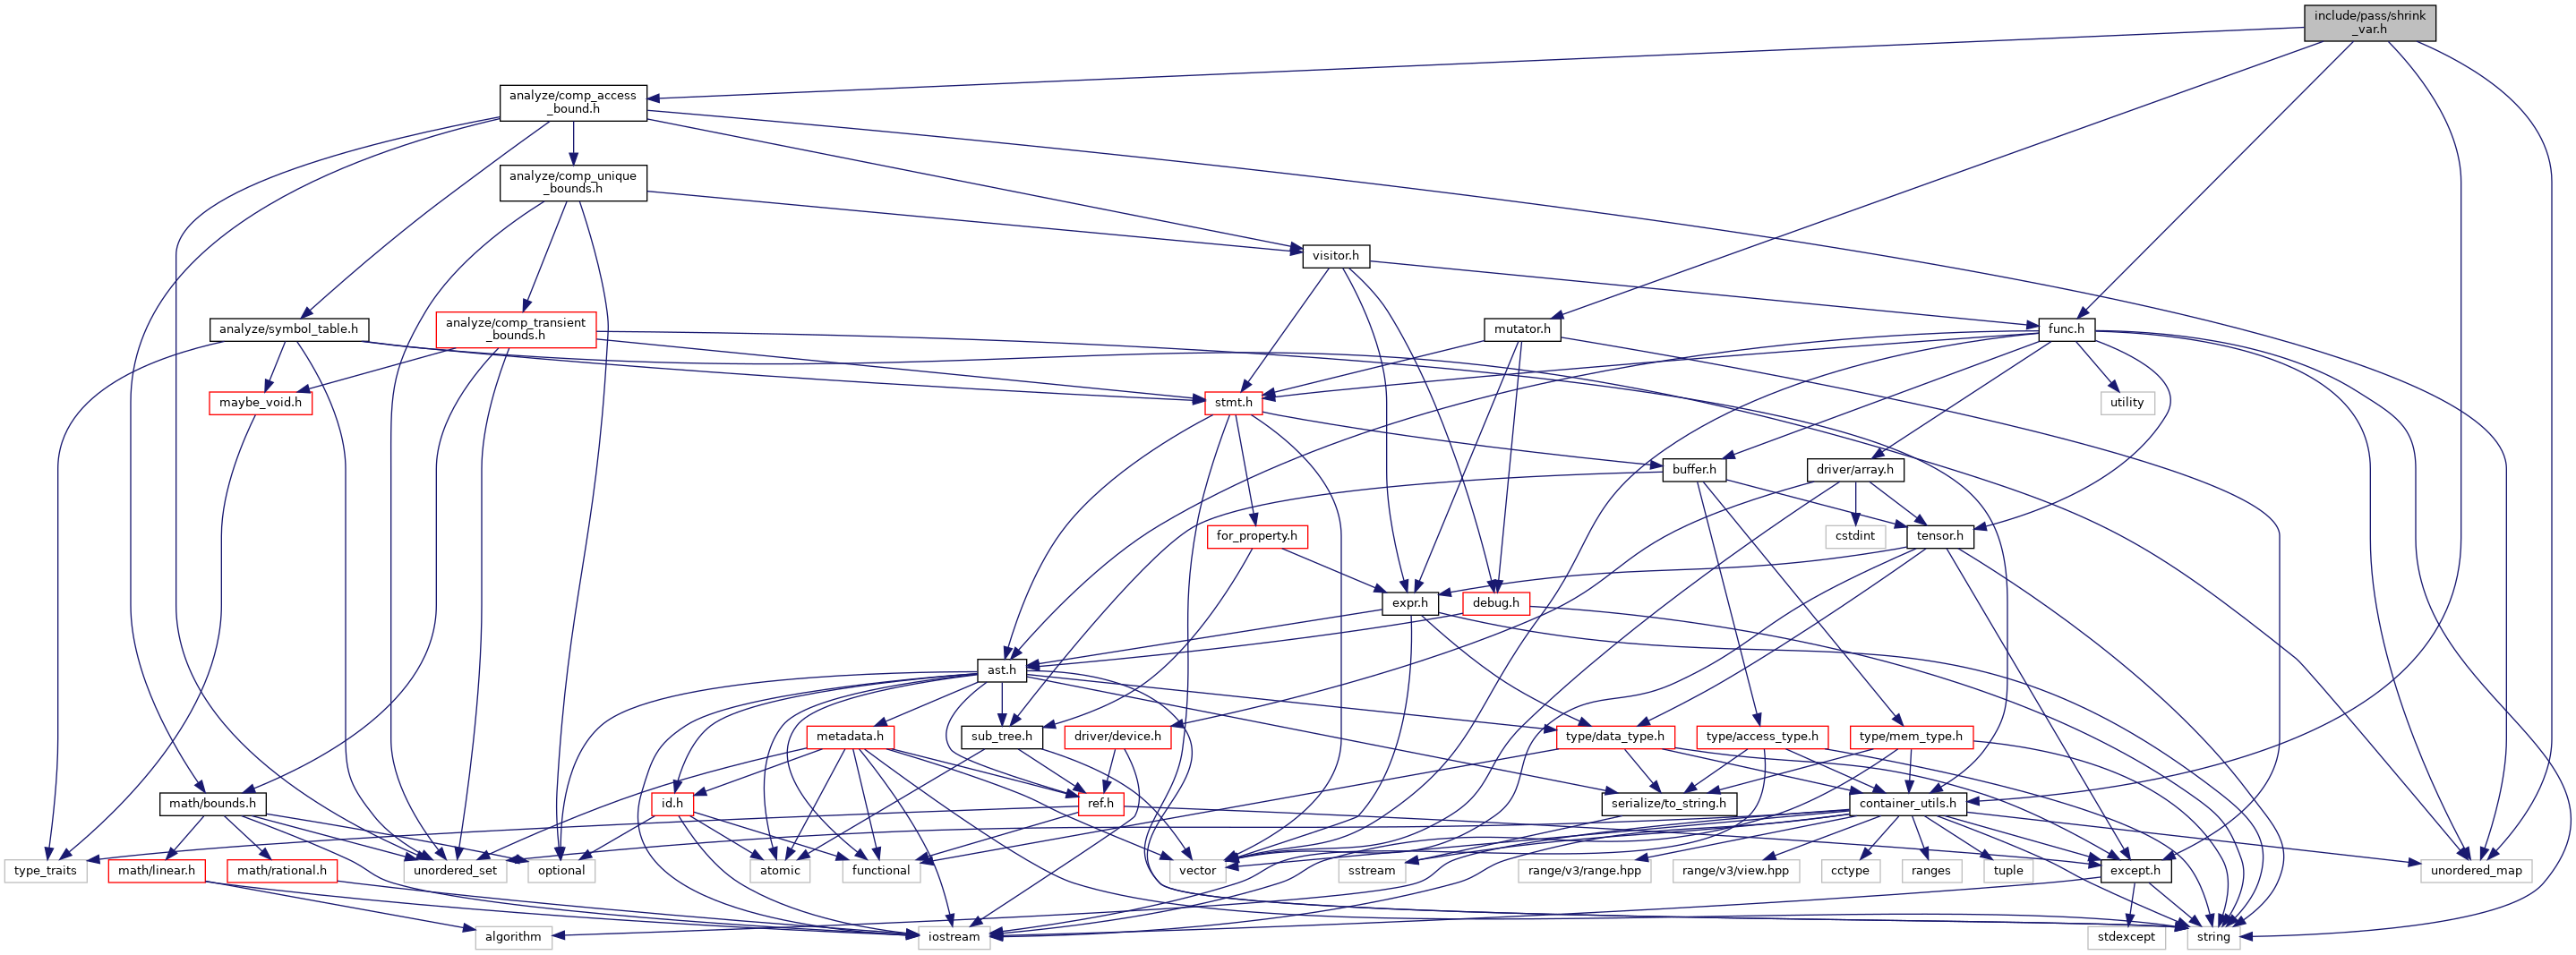 include/pass/shrink
_var.h
analyze/comp_access
_bound.h
analyze/comp_unique
_bounds.h
visitor.h
analyze/symbol_table.h
analyze/comp_transient
_bounds.h
mutator.h
func.h
maybe_void.h
stmt.h
utility
buffer.h
driver/array.h
for_property.h
cstdint
tensor.h
expr.h
debug.h
ast.h
metadata.h
sub_tree.h
driver/device.h
type/data_type.h
type/access_type.h
type/mem_type.h
math/bounds.h
id.h
ref.h
serialize/to_string.h
container_utils.h
type_traits
math/linear.h
math/rational.h
unordered_set
optional
atomic
functional
vector
sstream
range/v3/range.hpp
range/v3/view.hpp
cctype
ranges
tuple
except.h
unordered_map
algorithm
iostream
stdexcept
string